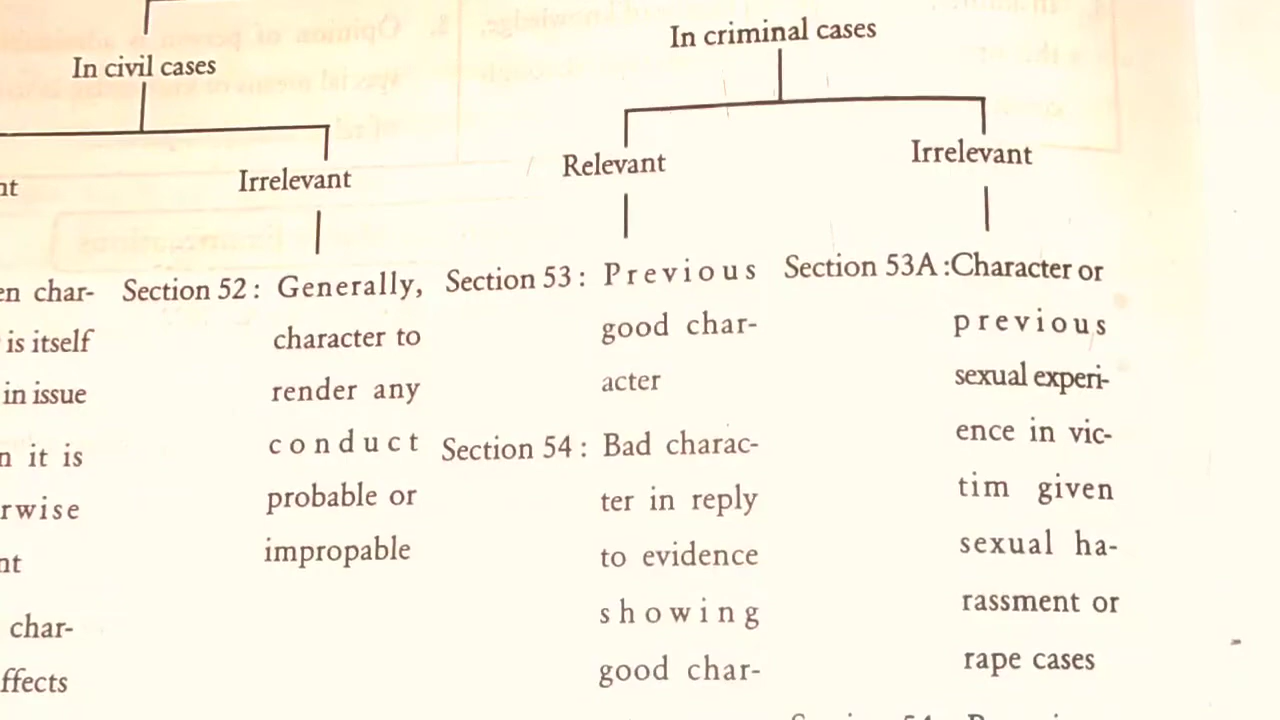 In civil cases
Irrelevant
Section 52 : Generally,
character to
render any
conduct
probable or
impropable
en char-
is itself
in issue
it is
rwise
char-
ffects
In criminal cases
Relevant
Section 53 : Previous
good char-
acter
Section 54 : Bad charac-
ter in reply
to evidence
showing
good char-
Irrelevant
Section 53A :Character or
previous
sexual experi-
ence in vic-
tim given
sexual ha-
rassment or
rape cases